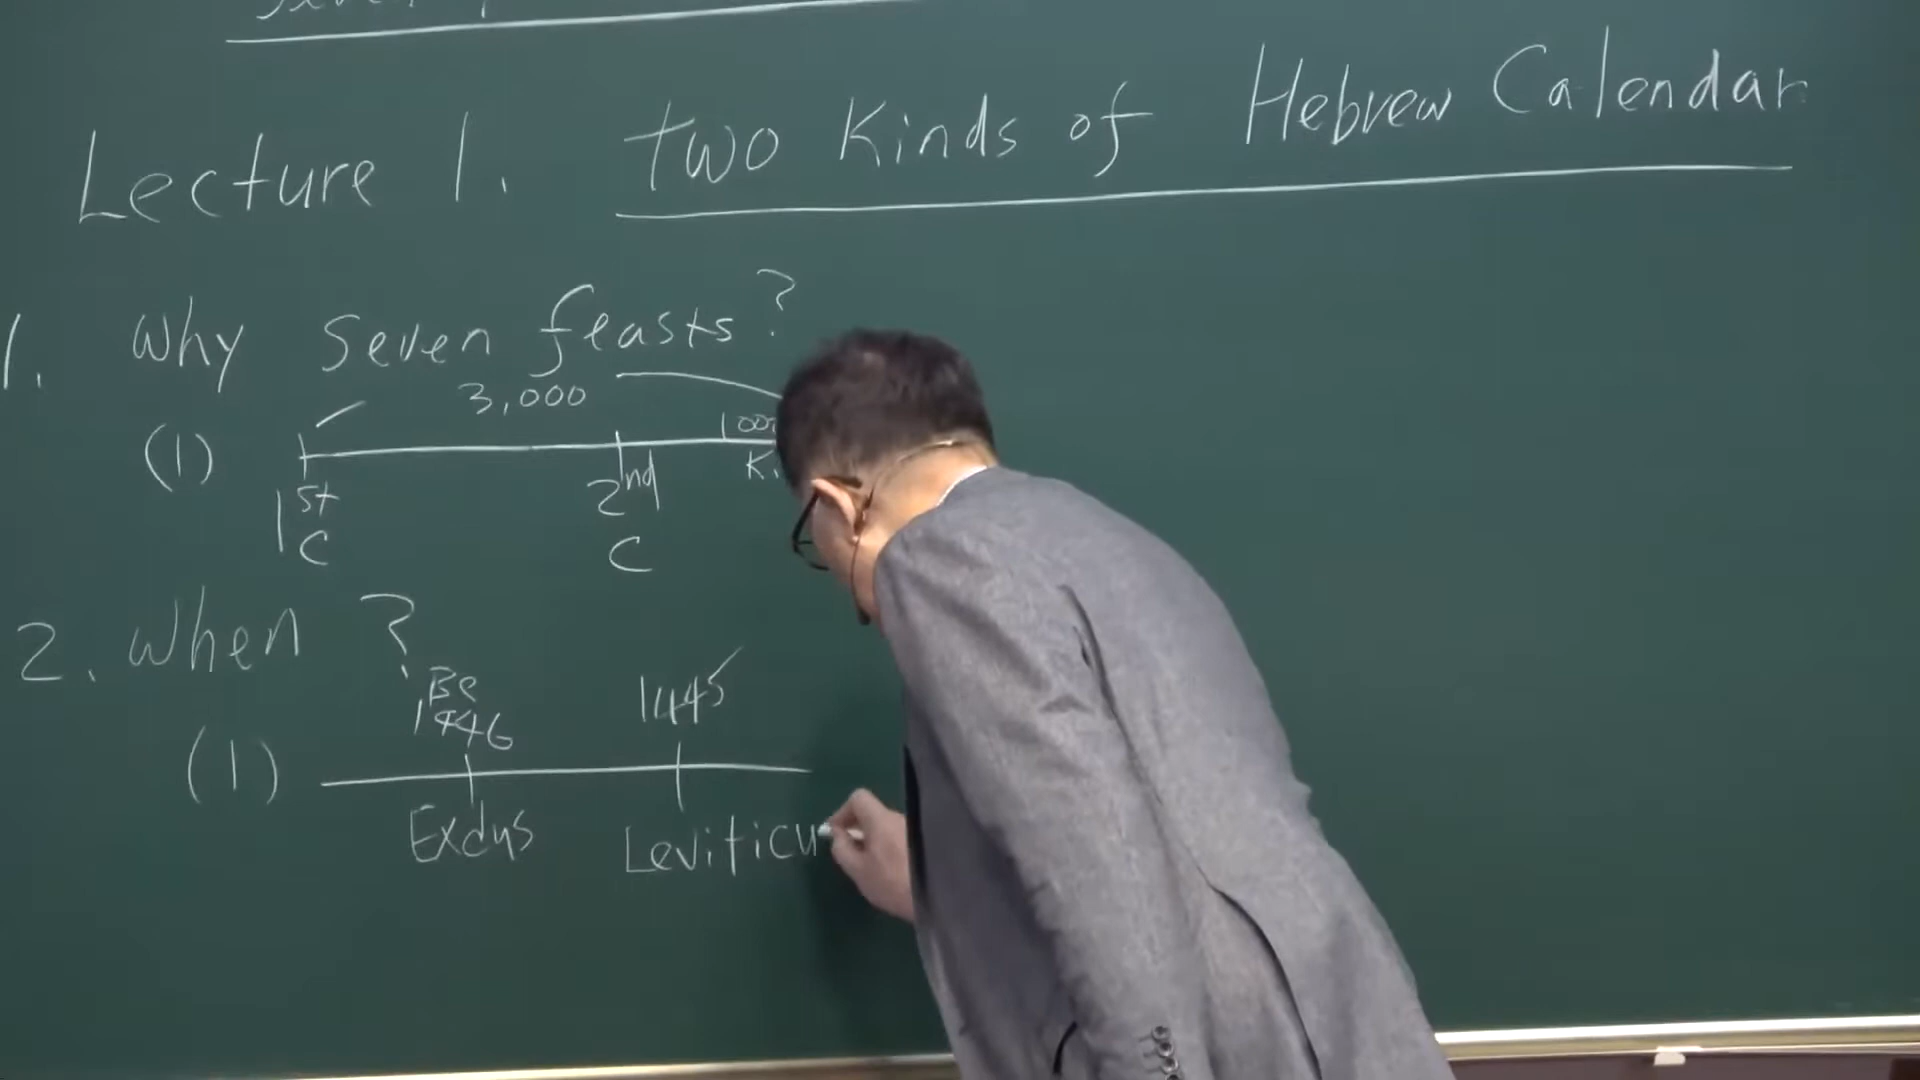 Lecture 1. Two Kinds of Hebrew Calendar
1. Why Seven feasts?
3,000
(1)
1st
C
2nd
C
2. When?
BC
1446
1445
(1)
Exdus
Leviticu